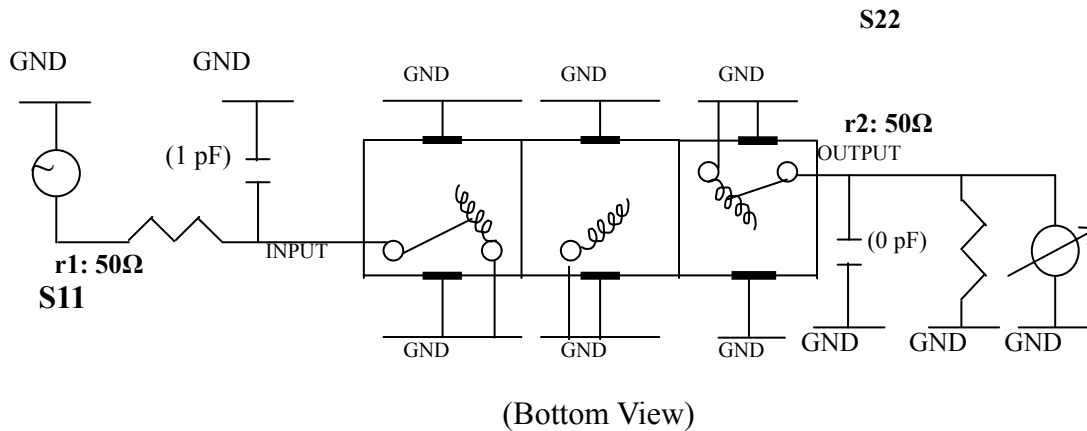 S22
GND
GND
GND
GND
GND
(1 pF)
r2: 50Ω
OUTPUT
INPUT
(0 pF)
r1: 50Ω
S11
GND
GND
GND
GND
GND
GND
(Bottom View)